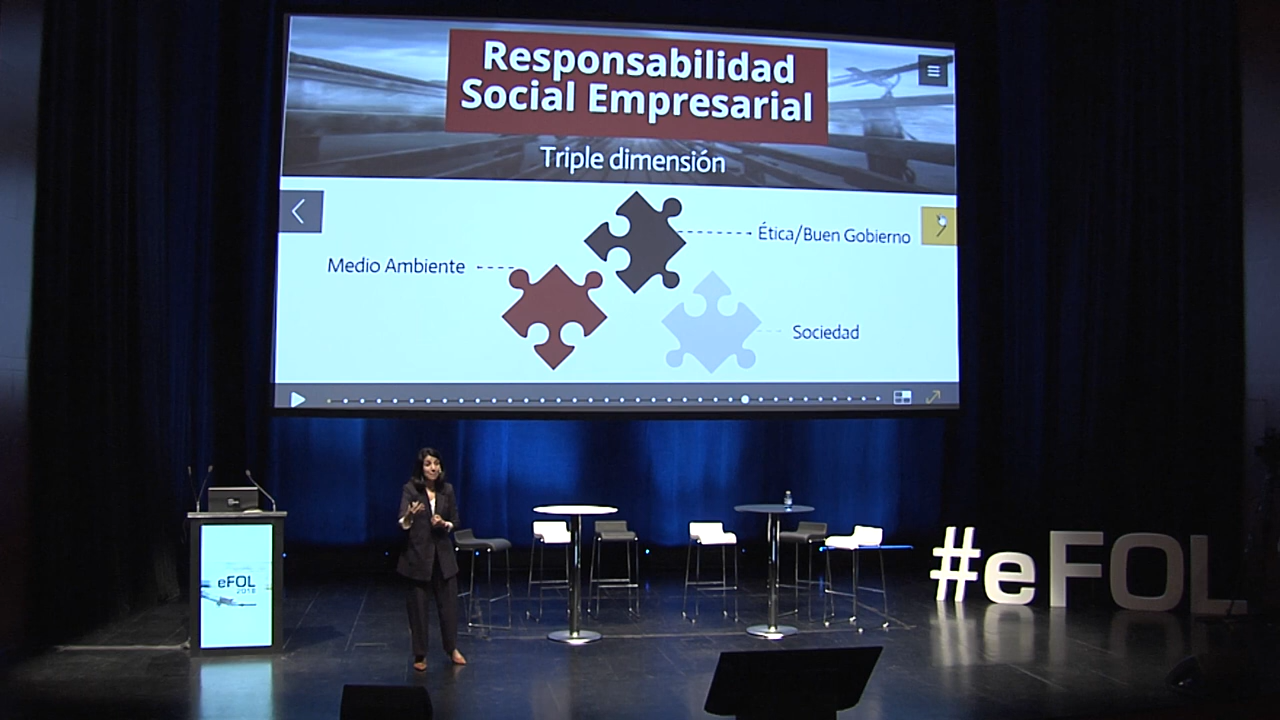 Responsabilidad
Social Empresarial
Triple dimensión
Ética/Buen Gobierno
Medio Ambiente
Sociedad
eFOL
2018
#eFOL